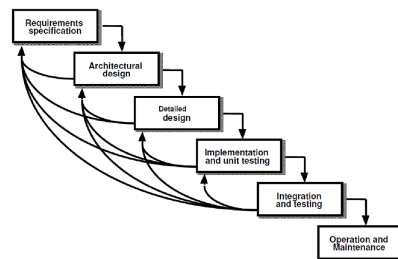 Requirements
specification
Architectural
design
Detailed
design
Implementation
and unit testing
Integration
and testing
Operation and
Maintenance